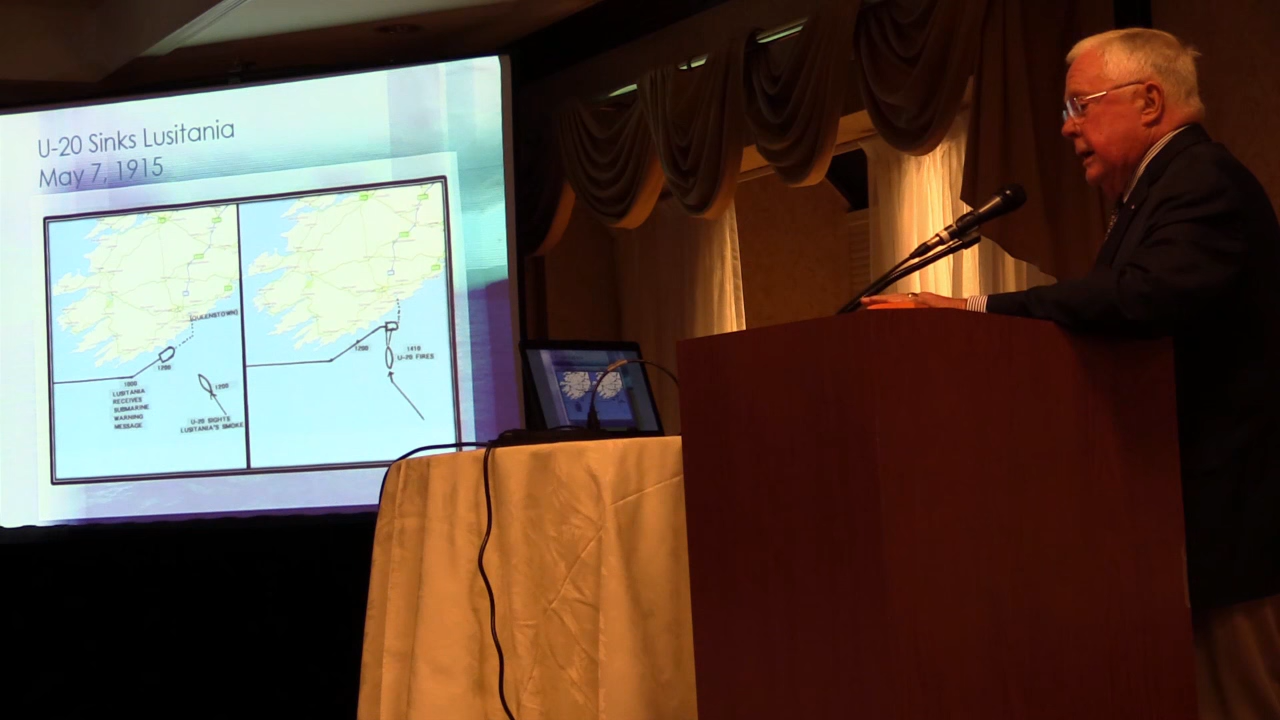 U-20 Sinks Lusitania
May 7, 1915
(QUEENSTOWN)
1200
1000
LUSITANIA
RECEIVES
SUBMARINE
WARNING
MESSAGE
1200
U-20 SIGHTS
LUSITANIA'S SMOKE
1200
1410
U-20 FIRES